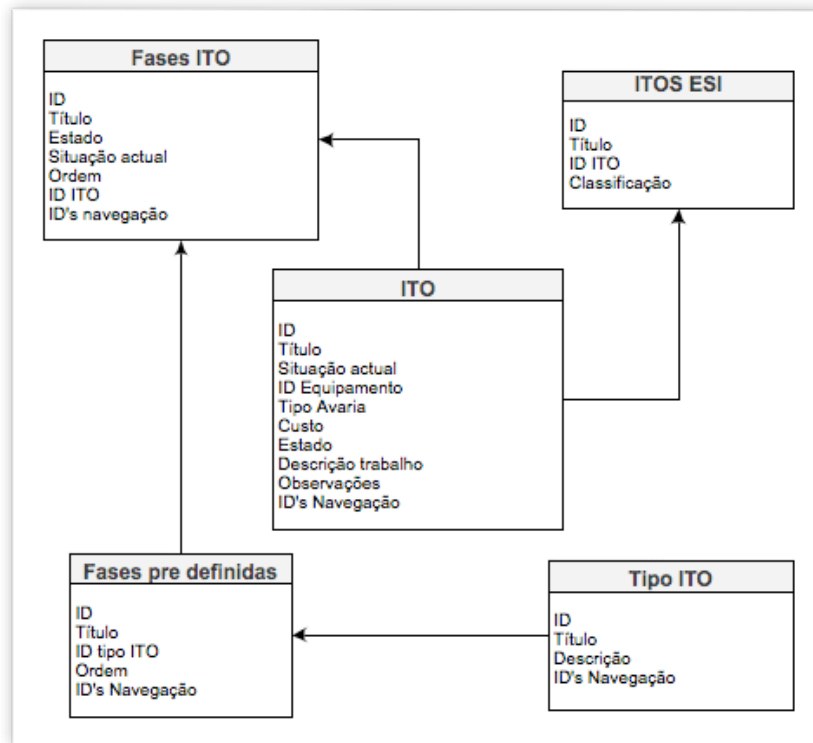 Fases ITO
ID
Título
Estado
Situação actual
Ordem
ID ITO
ID's navegação
ITOS ESI
ID
Título
ID ITO
Classificação
ITO
ID
Título
Situação actual
ID Equipamento
Tipo Avaria
Custo
Estado
Descrição trabalho
Observações
ID's Navegação
Fases pre definidas
ID
Título
ID tipo ITO
Ordem
ID's Navegação
Tipo ITO
ID
Título
Descrição
ID's Navegação